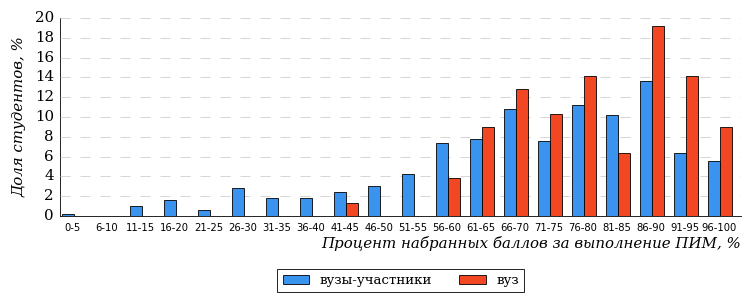 Доля студентов, %
20
18
16
14
12
10
8
6
4
2
0
0-5 6-10 11-15 16-20 21-25 26-30 31-35 36-40 41-45 46-50 51-55 56-60 61-65 66-70 71-75 76-80 81-85 86-90 91-95 96-100
Процент набранных баллов за выполнение ПИМ, %
вузы-участники вуз